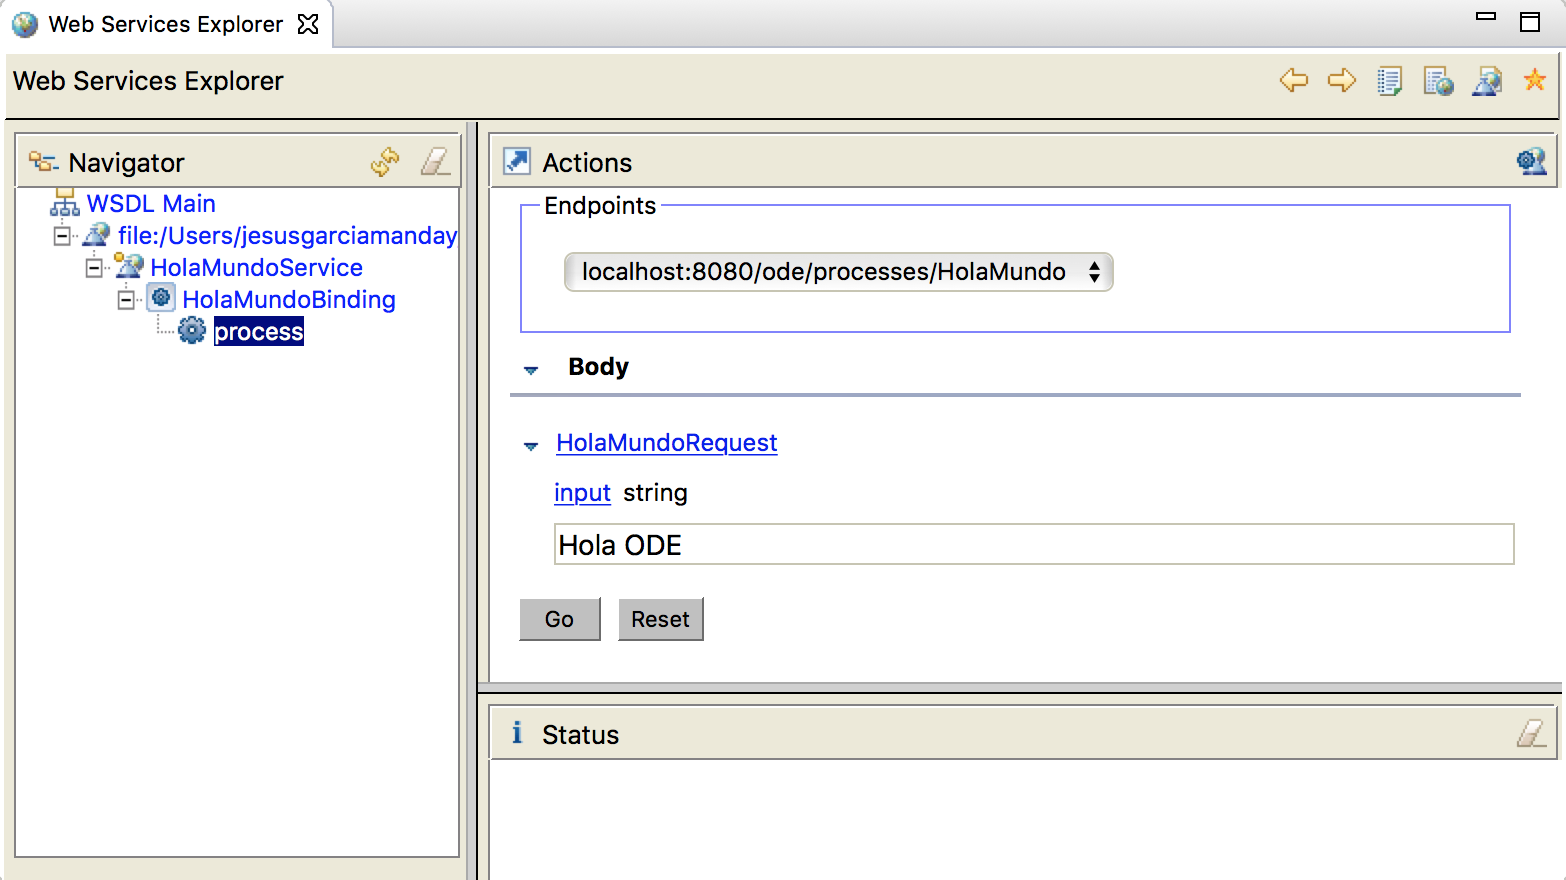 Web Services Explorer
Web Services Explorer
Navigator
WSDL Main
file:/Users/jesusgarciamanday
HolaMundoService
HolaMundoBinding
process
Actions
Endpoints
localhost:8080/ode/processes/HolaMundo
Body
HolaMundoRequest
input string
Hola ODE
Go Reset
i Status